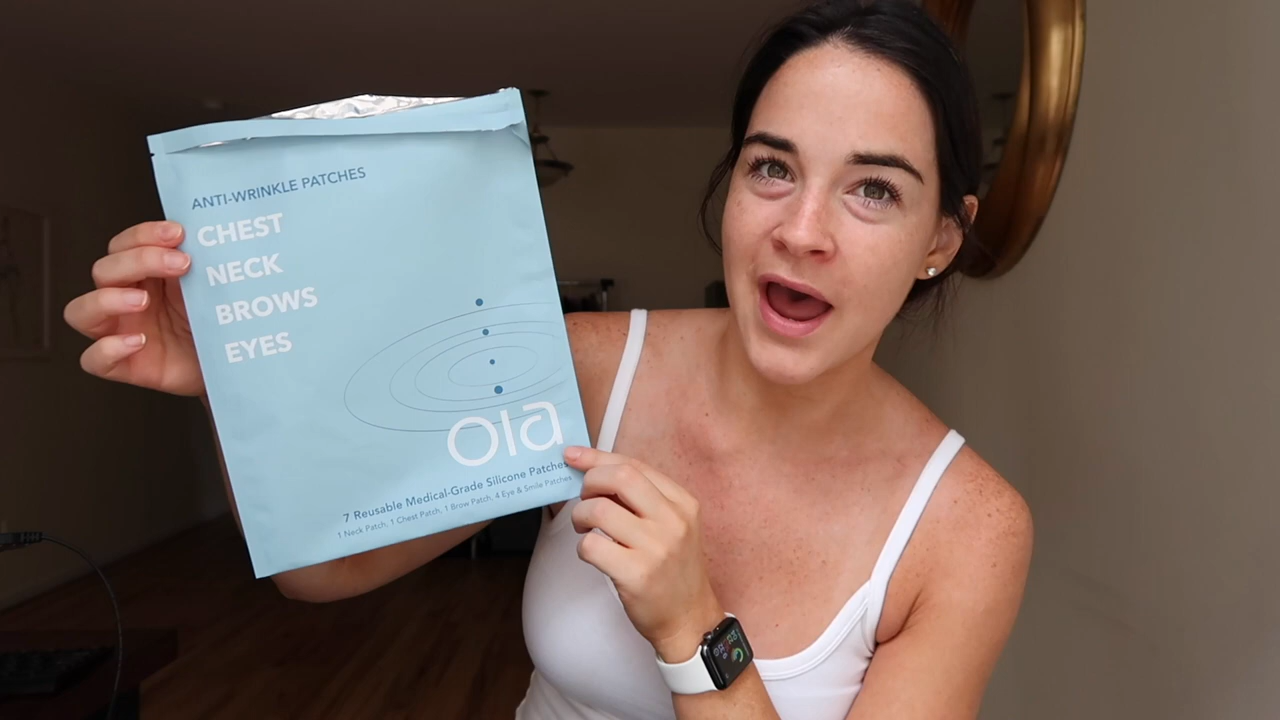 ANTI-WRINKLE PATCHES
CHEST
NECK
BROWS
EYES
ola
7 Reusable Medical-Grade Silicone Patches
1 Neck Patch, 1 Chest Patch, 1 Brow Patch, 4 Eye & Smile Patches